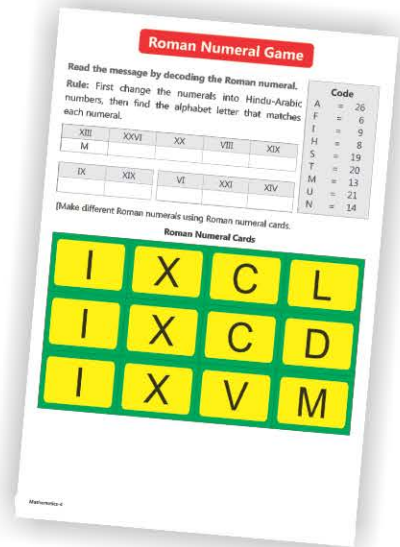 Roman Numeral Game
Read the message by decoding the Roman numeral.
Rule: First change the numerals into Hindu-Arabic
numbers, then find the alphabet letter that matches
each numeral.
Code
A = 26
F = 6
I = 9
H = 8
S = 19
T = 20
M = 13
U = 21
N = 14
XIII XXVI XX VIII XIX
M
IX XIX VI XXI XIV
[Make different Roman numerals using Roman numeral cards.
Roman Numeral Cards
I X C L
I X C D
I X V M
Mathematics-4